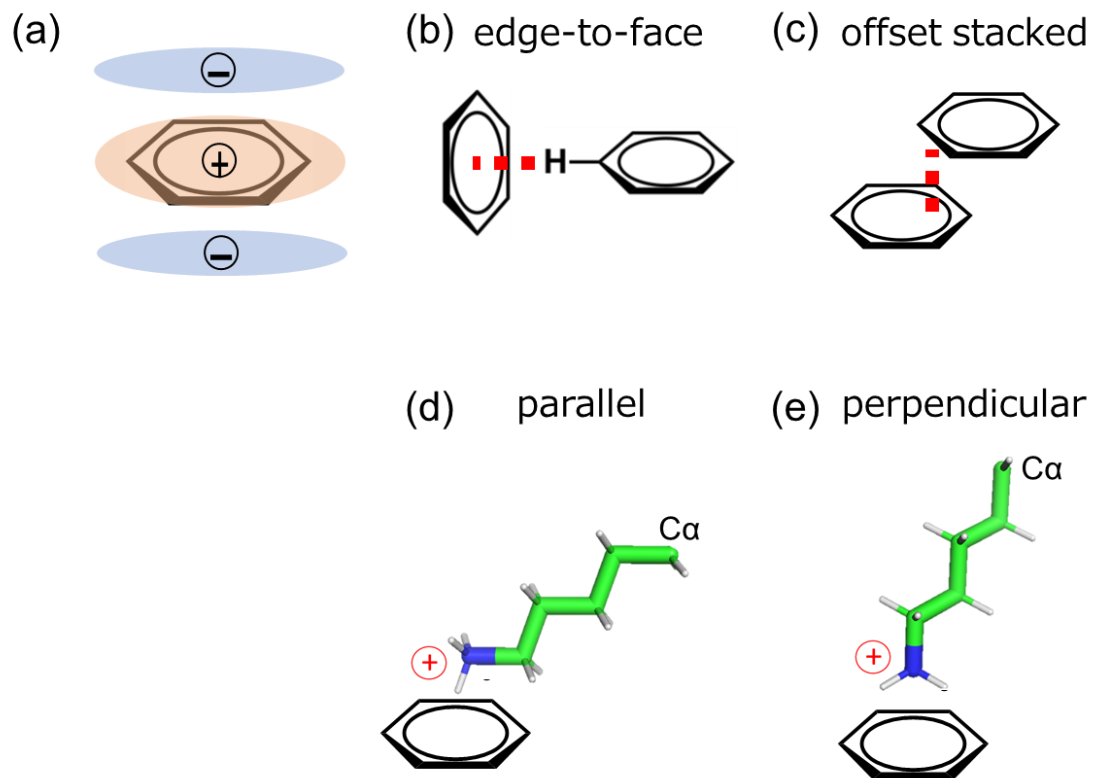 (a)
(b) edge-to-face
(c) offset stacked
−
+
−
H
(d) parallel
(e) perpendicular
Cα
+
-
Cα
+
-